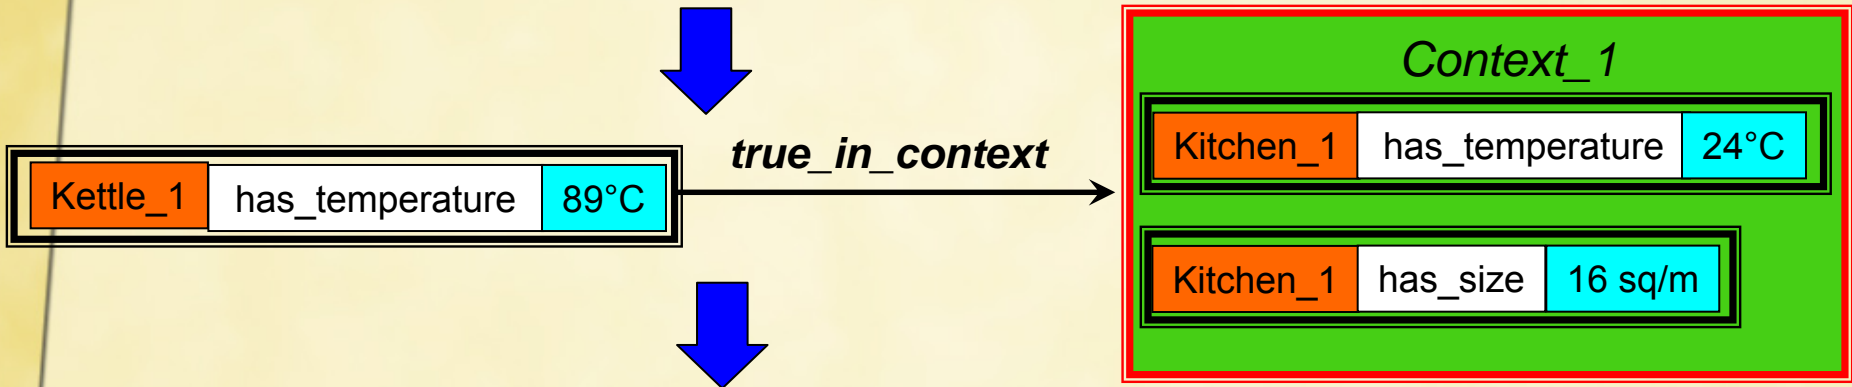 Context_1
Kitchen_1 has_temperature 24°C
true_in_context
Kettle_1 has_temperature 89°C
Kitchen_1 has_size 16 sq/m